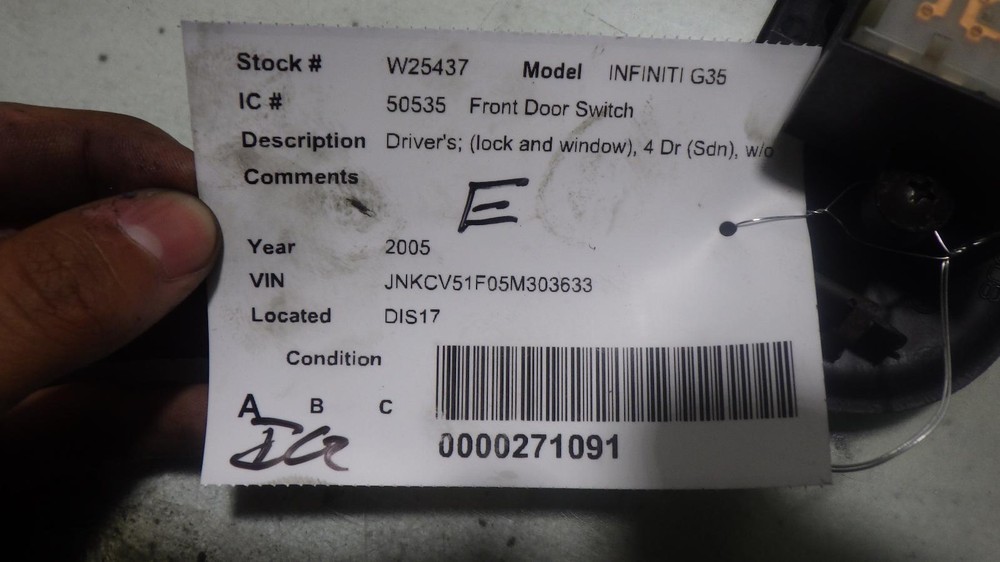 Stock # W25437 Model INFINITI G35
IC # 50535 Front Door Switch
Description Driver's; (lock and window), 4 Dr (Sdn), w/o
Comments
E
Year 2005
VIN JNKCV51F05M303633
Located DIS17
Condition
A B C
0000271091